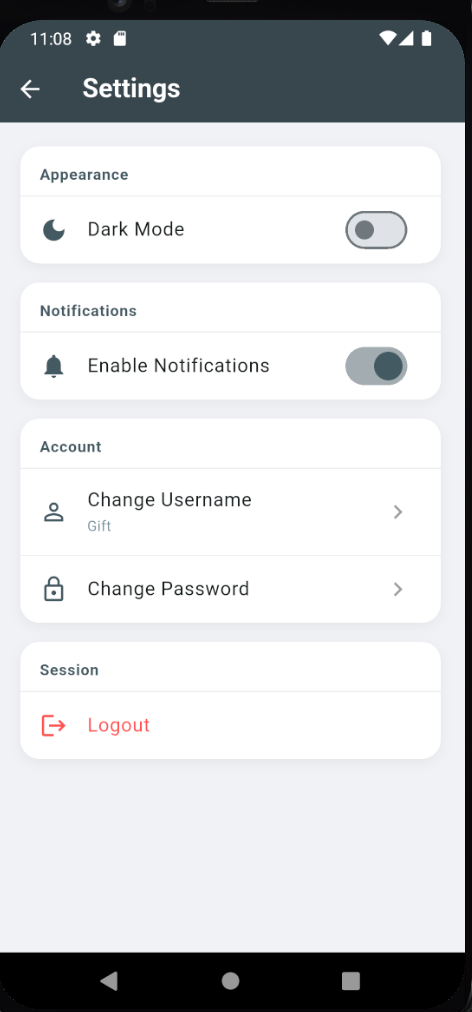 11:08
Settings
Appearance
Dark Mode
Notifications
Enable Notifications
Account
Change Username
Gift
Change Password
Session
Logout